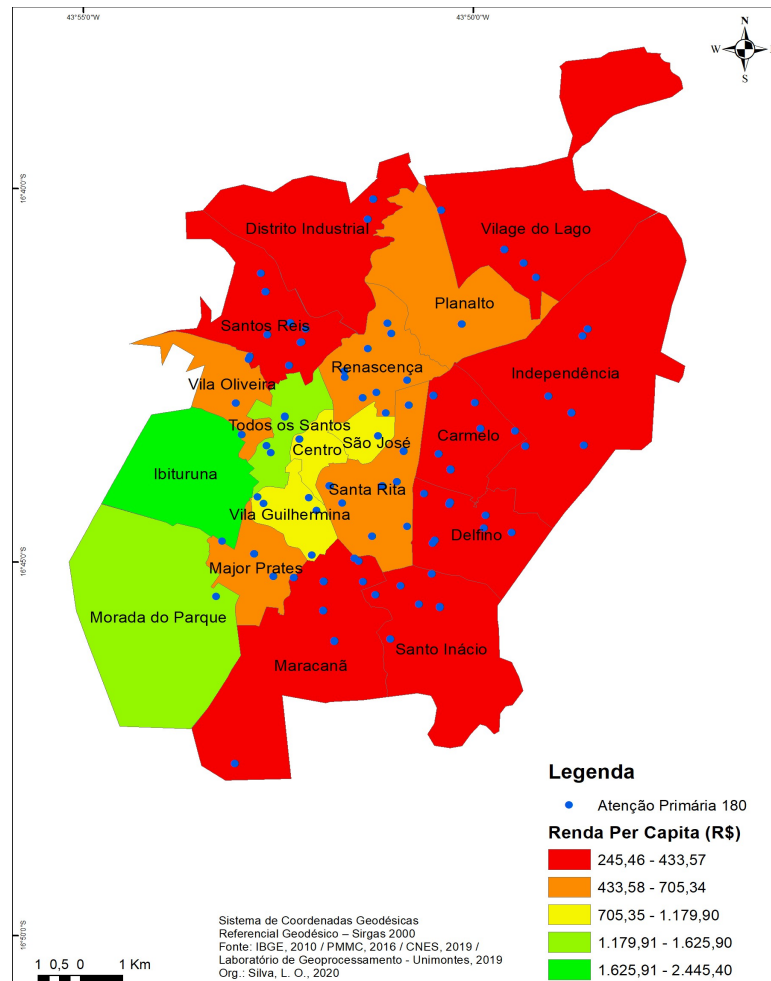 43°55'W
43°50'W
N
W
S
16°40'S
Distrito Industrial
Vilage do Lago
Planalto
Santos Reis
Renascença
Independência
Vila Oliveira
Todos os Santos
São José
Carmelo
Centro
Ibituruna
Santa Rita
Vila Guilhermina
Delfino
16°45'S
Major Prates
Morada do Parque
Santo Inácio
Maracanã
Legenda
Atenção Primária 180
Renda Per Capita (R$)
245,46 - 433,57
433,58 - 705,34
705,35 - 1.179,90
1.179,91 - 1.625,90
1.625,91 - 2.445,40
16°50'S
Sistema de Coordenadas Geodésicas
Referencial Geodésico – Sirgas 2000
Fonte: IBGE, 2010 / PMMC, 2016 / CNES, 2019 /
Laboratório de Geoprocessamento - Unimontes, 2019
Org.: Silva, L. O., 2020
1 0,5 0 1 Km